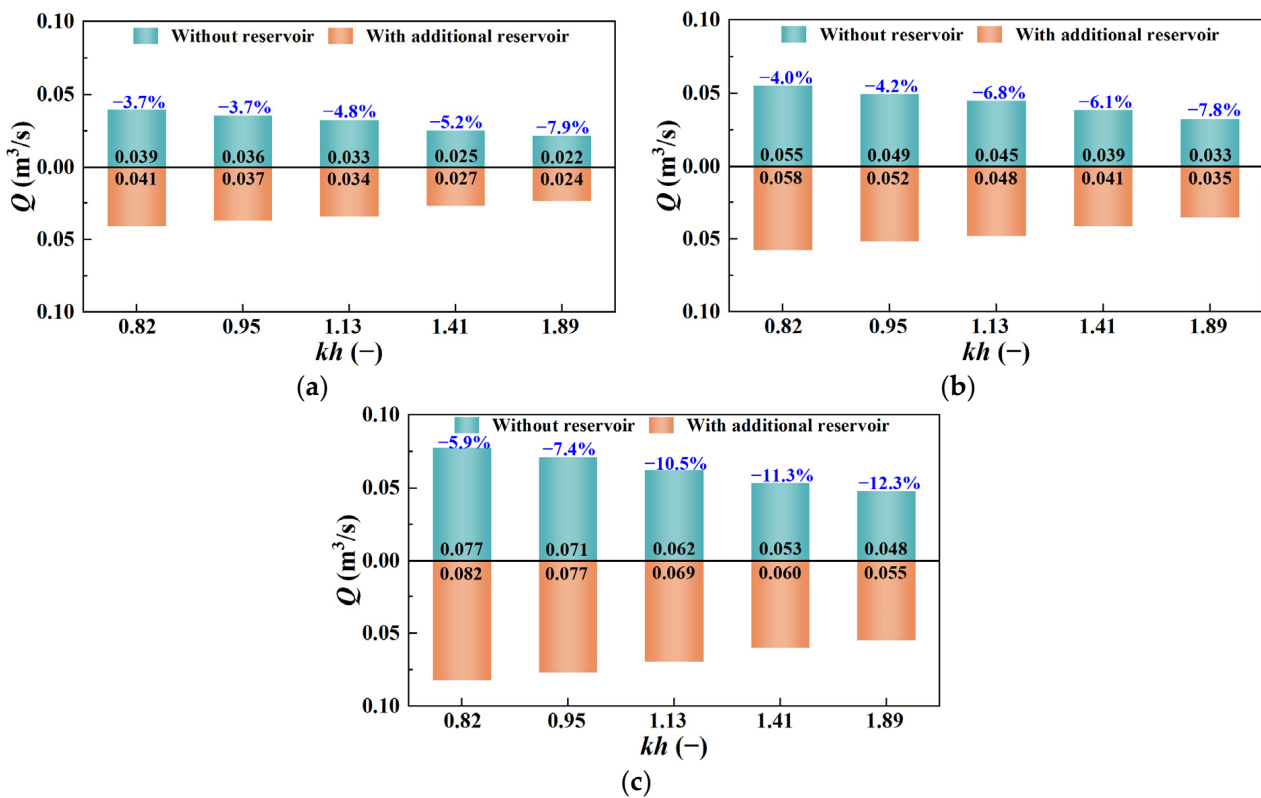 (a)
Without reservoir With additional reservoir
0.10
0.05
0.00
0.05
0.10
Q (m³/s)
−3.7% −3.7% −4.8% −5.2% −7.9%
0.039 0.036 0.033 0.025 0.022
0.041 0.037 0.034 0.027 0.024
0.82 0.95 1.13 1.41 1.89
kh (−)
(b)
Without reservoir With additional reservoir
0.10
0.05
0.00
0.05
0.10
Q (m³/s)
−4.0% −4.2% −6.8% −6.1% −7.8%
0.055 0.049 0.045 0.039 0.033
0.058 0.052 0.048 0.041 0.035
0.82 0.95 1.13 1.41 1.89
kh (−)
(c)
Without reservoir With additional reservoir
0.10
0.05
0.00
0.05
0.10
Q (m³/s)
−5.9% −7.4% −10.5% −11.3% −12.3%
0.077 0.071 0.062 0.053 0.048
0.082 0.077 0.069 0.060 0.055
0.82 0.95 1.13 1.41 1.89
kh (−)